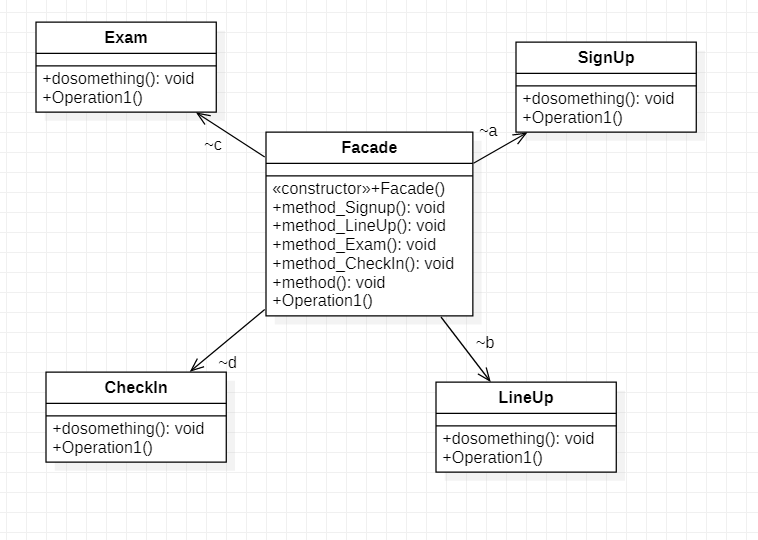 Exam
+dosomething(): void
+Operation1()
SignUp
+dosomething(): void
+Operation1()
~c
~a
Facade
«constructor»+Facade()
+method_Signup(): void
+method_LineUp(): void
+method_Exam(): void
+method_CheckIn(): void
+method(): void
+Operation1()
~d
~b
CheckIn
+dosomething(): void
+Operation1()
LineUp
+dosomething(): void
+Operation1()